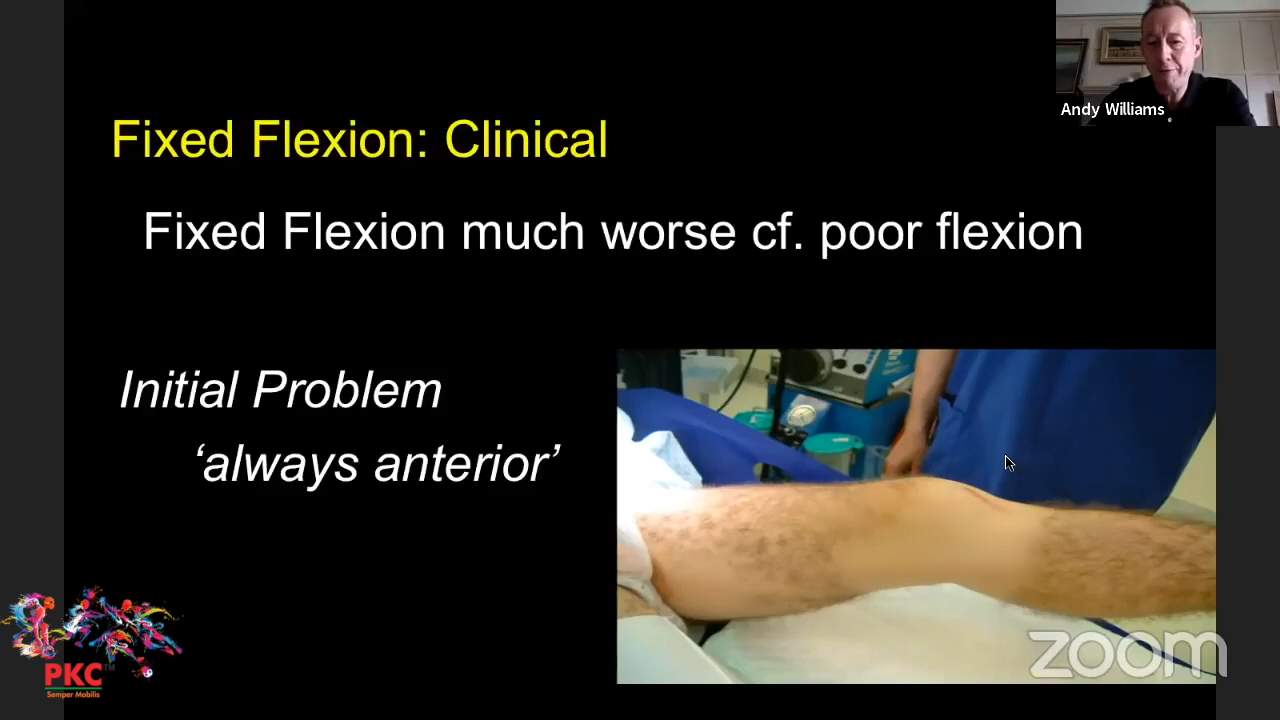 Andy Williams
Fixed Flexion: Clinical
Fixed Flexion much worse cf. poor flexion
Initial Problem
‘always anterior’
PKC™
Semper Mobilis
zoom